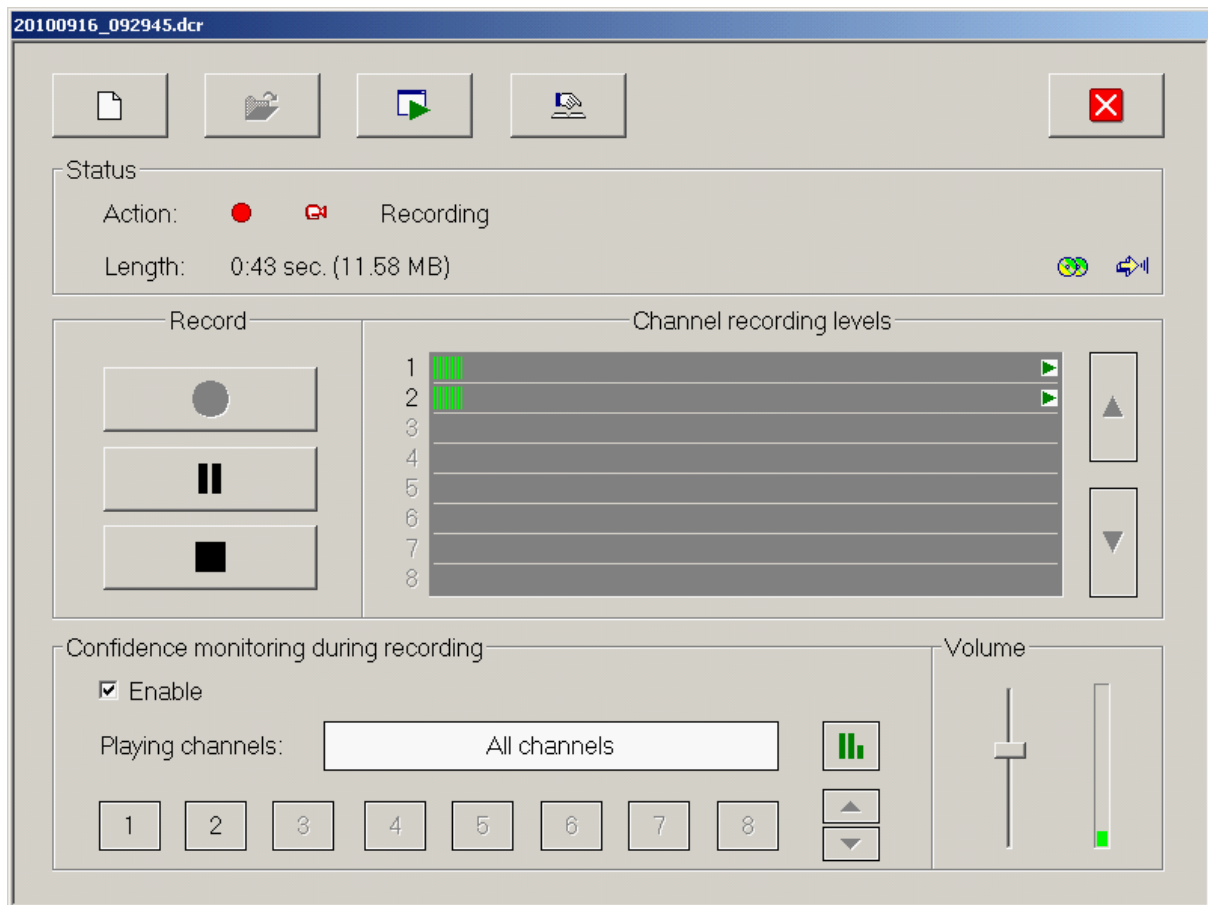 20100916_092945.dcr
Status
Action: Recording
Length: 0:43 sec. (11.58 MB)
Record
Channel recording levels
1
2
3
4
5
6
7
8
Confidence monitoring during recording
Volume
Enable
Playing channels: All channels
1 2 3 4 5 6 7 8